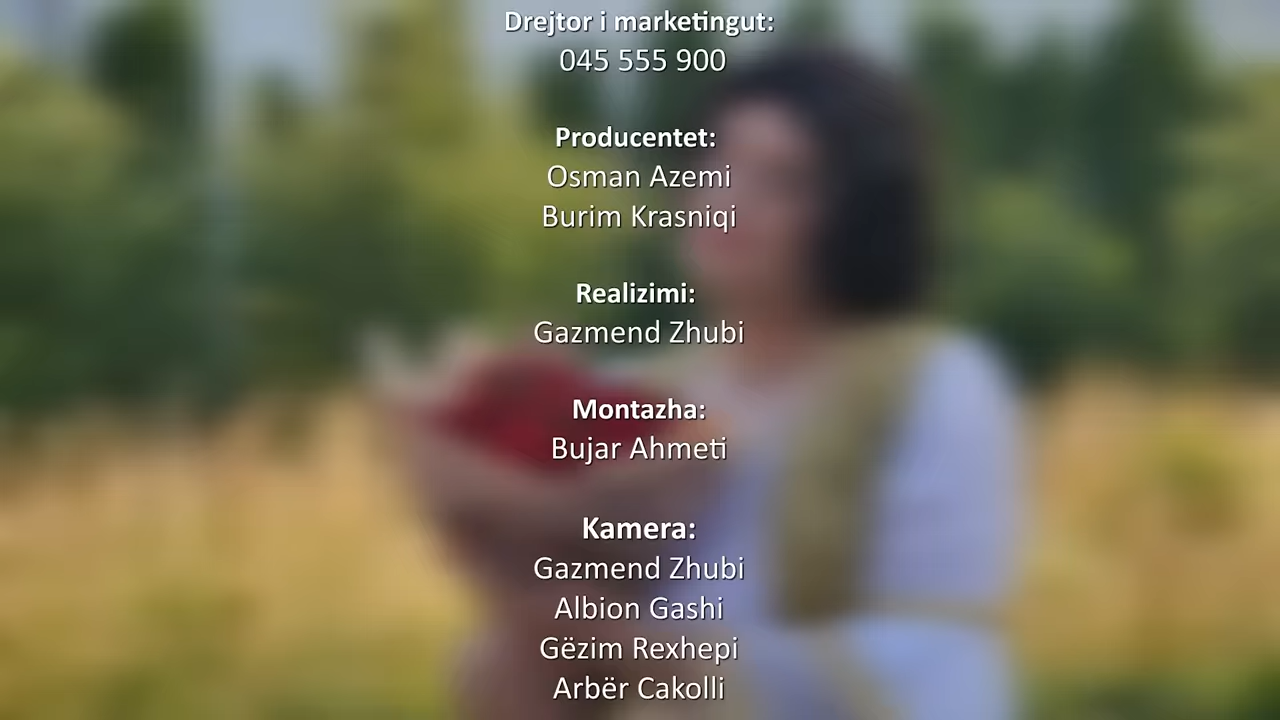 Drejtor i marketingut:
045 555 900
Producentet:
Osman Azemi
Burim Krasniqi
Realizimi:
Gazmend Zhubi
Montazha:
Bujar Ahmeti
Kamera:
Gazmend Zhubi
Albion Gashi
Gëzim Rexhepi
Arbër Cakolli